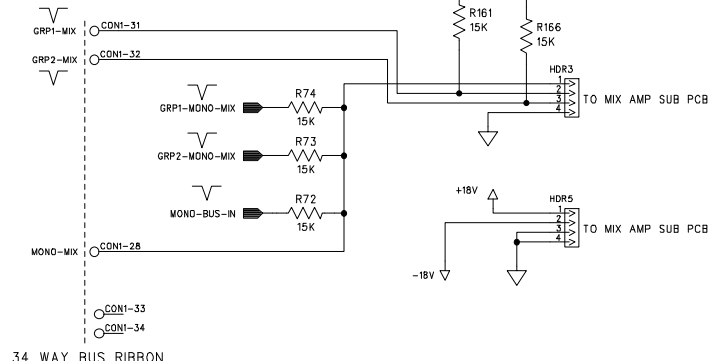 R161
15K
R166
15K
GRP1-MIX
CON1-31
GRP2-MIX
CON1-32
HDR3
1
2
3
4
TO MIX AMP SUB PCB
R74
GRP1-MONO-MIX
15K
R73
GRP2-MONO-MIX
15K
R72
MONO-BUS-IN
15K
+18V
HDR5
1
2
3
4
TO MIX AMP SUB PCB
-18V
MONO-MIX
CON1-28
CON1-33
CON1-34
34 WAY BUS RIBBON